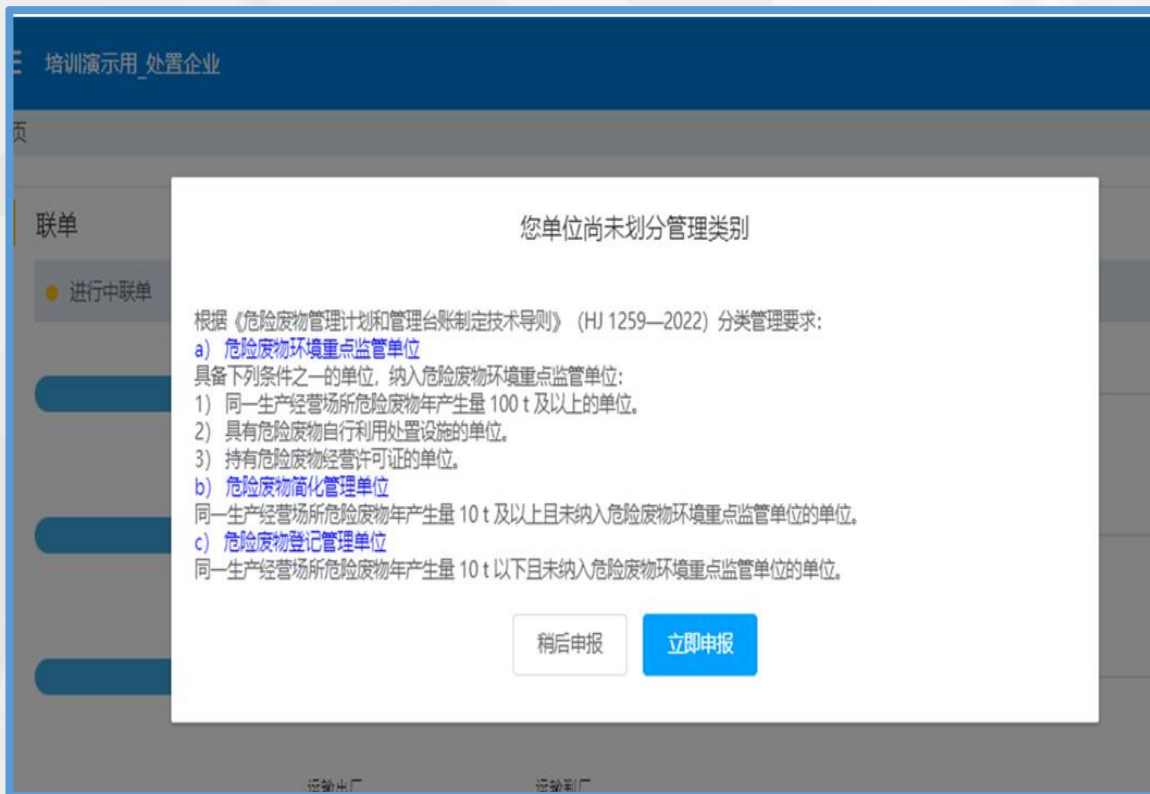 培训演示用_处置企业
页
联单
进行中联单
您单位尚未划分管理类别
根据《危险废物管理计划和管理台账制定技术导则》（HJ 1259—2022）分类管理要求：
a） 危险废物环境重点监管单位
具备下列条件之一的单位，纳入危险废物环境重点监管单位：
1） 同一生产经营场所危险废物年产生量 100 t 及以上的单位。
2） 具有危险废物自行利用处置设施的单位。
3） 持有危险废物经营许可证的单位。
b） 危险废物简化管理单位
同一生产经营场所危险废物年产生量 10 t 及以上且未纳入危险废物环境重点监管单位的单位。
c） 危险废物登记管理单位
同一生产经营场所危险废物年产生量 10 t 以下且未纳入危险废物环境重点监管单位的单位。
稍后申报 立即申报
运输出厂 运输到厂